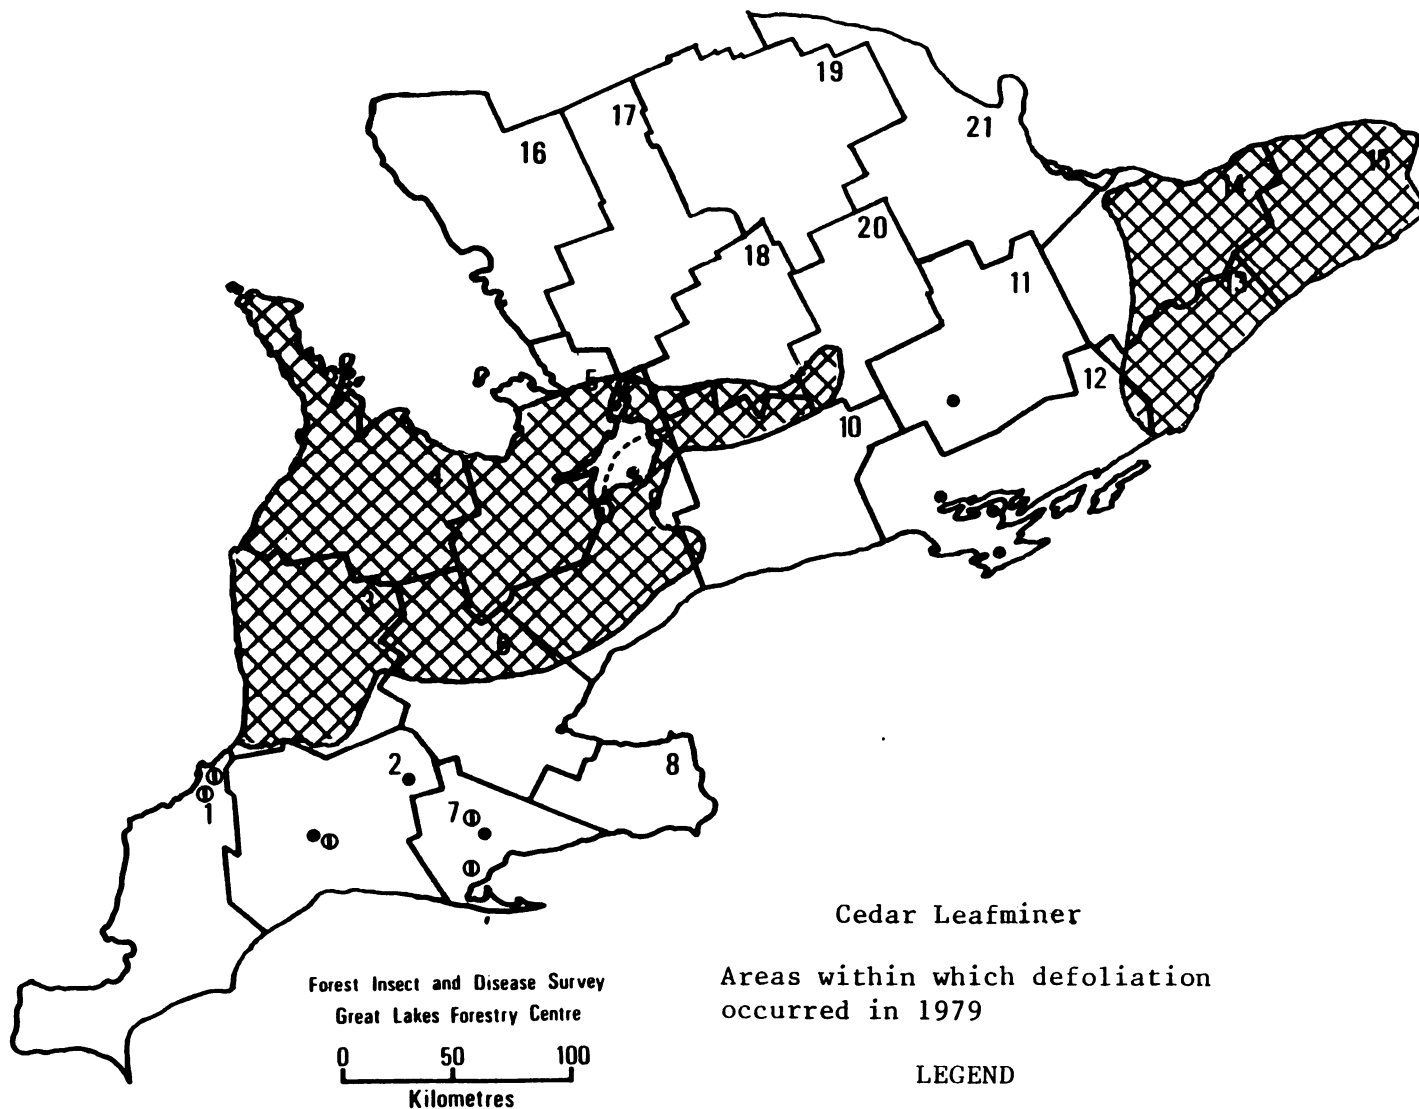 19
17
21
16
15
14
20
18
13
11
5
12
10
4
3
6
2
8
1
7
Cedar Leafminer
Forest Insect and Disease Survey
Great Lakes Forestry Centre
Areas within which defoliation
occurred in 1979
0 50 100
Kilometres
LEGEND